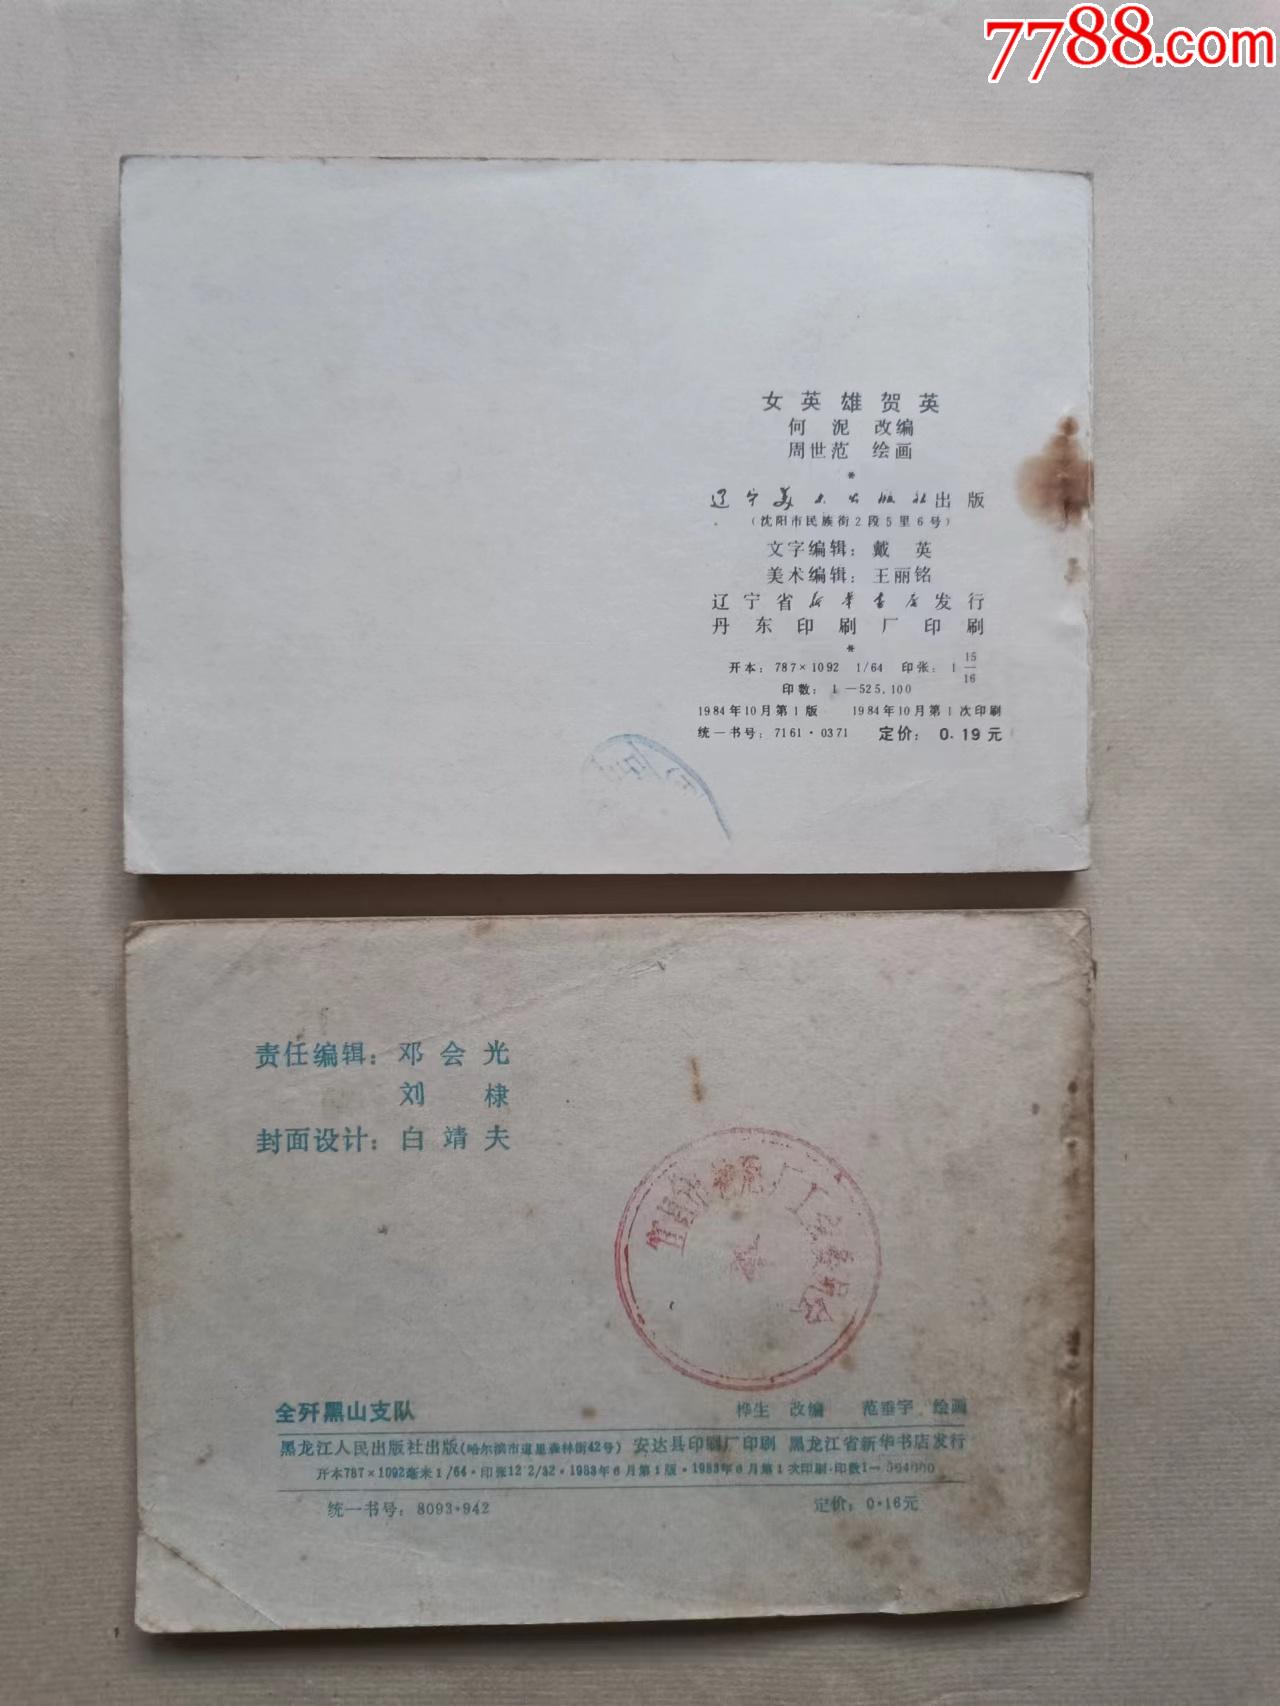 7788.com
女英雄贺英
何泥 改编
周世范 绘画
辽宁美术出版社出版
(沈阳市民族街2段5里6号)
文字编辑：戴英
美术编辑：王丽铭
辽宁省新华书店发行
丹东印刷厂印刷
开本：787×1092 1/64 印张：1 15/16
印数：1—525,100
1984年10月第1版 1984年10月第1次印刷
统一书号：7161·0371 定价：0.19元
责任编辑：邓会光
刘棣
封面设计：白靖夫
厂工会委员会
全歼黑山支队 桦生 改编 范垂宇 绘画
黑龙江人民出版社出版(哈尔滨市道里森林街42号) 安达县印刷厂印刷 黑龙江省新华书店发行
开本787×1092毫米1/64·印张12 2/32·1983年6月第1版·1983年6月第1次印刷·印数1—
统一书号：8093·942 定价：0·16元